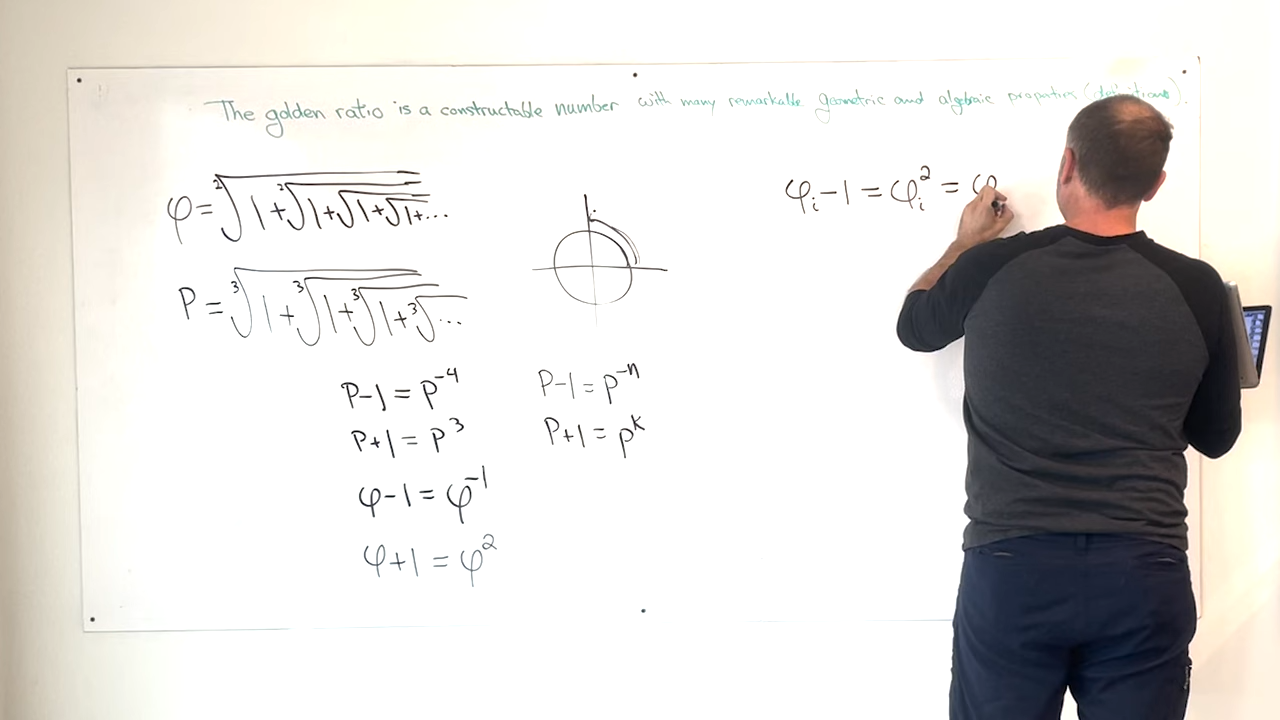 The golden ratio is a constructable number with many remarkable geometric and algebraic properties (definitions).
φ = ²√1+²√1+√1+√1+...
P = ³√1+³√1+³√1+³√...
P-1 = P⁻⁴
P+1 = P³
φ-1 = φ⁻¹
φ+1 = φ²
P-1 = P⁻ⁿ
P+1 = Pᵏ
φᵢ-1 = φᵢ² = φ